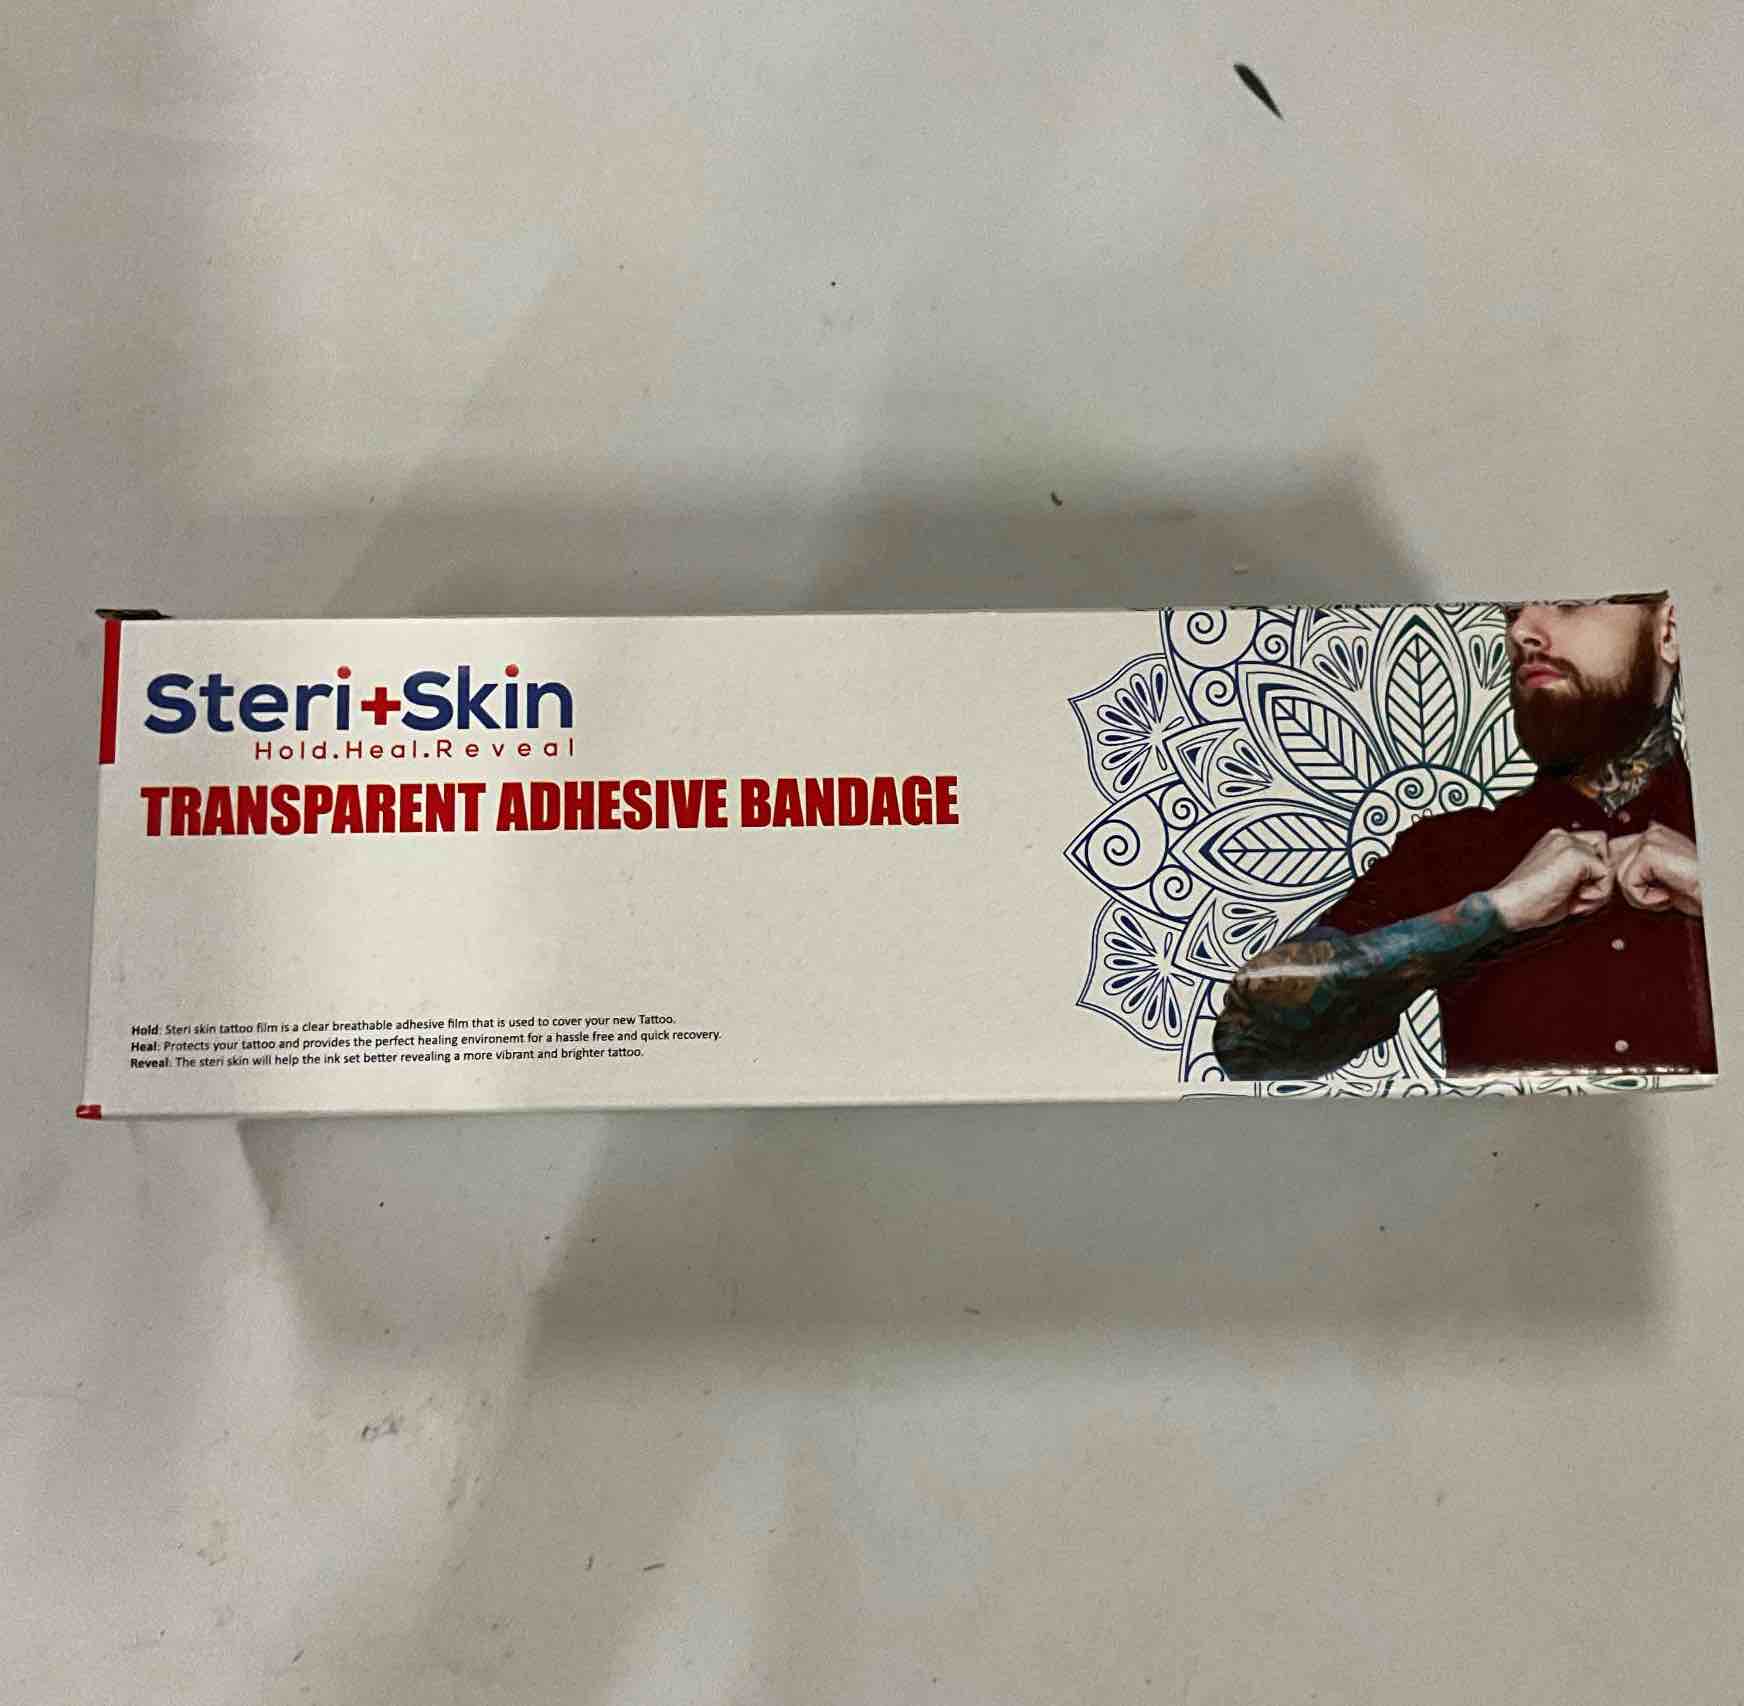 Steri+Skin
Hold.Heal.Reveal
TRANSPARENT ADHESIVE BANDAGE
Hold: Steri skin tattoo film is a clear breathable adhesive film that is used to cover your new Tattoo.
Heal: Protects your tattoo and provides the perfect healing environemt for a hassle free and quick recovery.
Reveal: The steri skin will help the ink set better revealing a more vibrant and brighter tattoo.